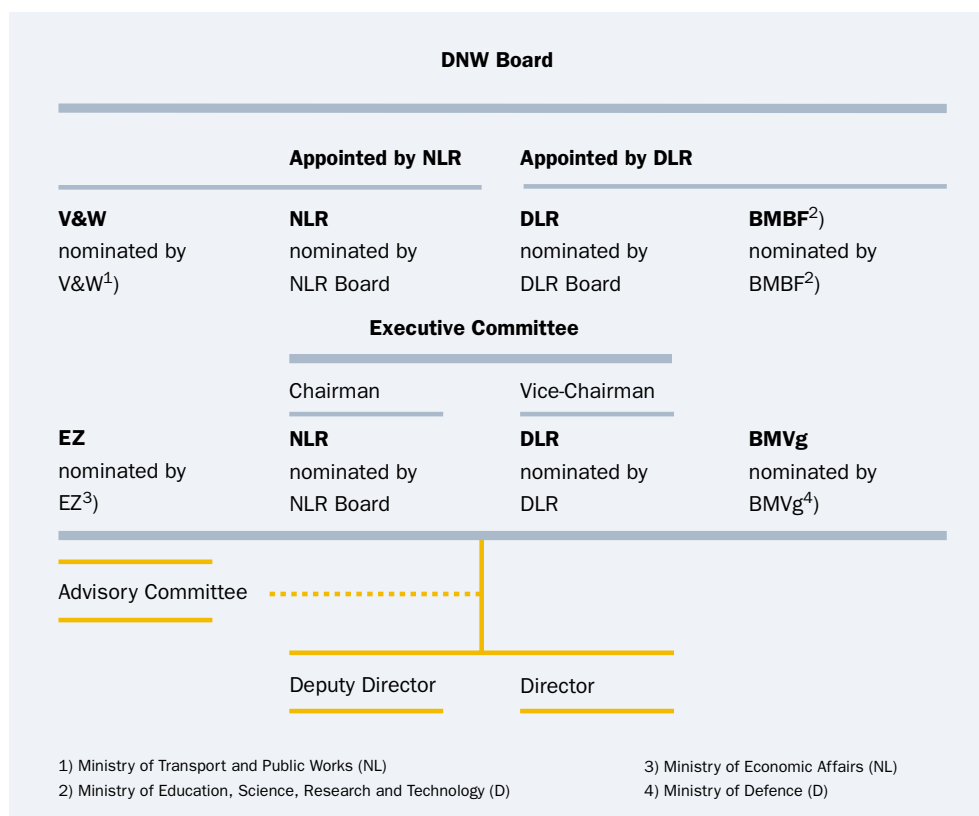 DNW Board
Appointed by NLR Appointed by DLR
V&W NLR DLR BMBF²)
nominated by nominated by nominated by nominated by
V&W¹) NLR Board DLR Board BMBF²)
Executive Committee
Chairman Vice-Chairman
EZ NLR DLR BMVg
nominated by nominated by nominated by nominated by
EZ³) NLR Board DLR BMVg⁴)
Advisory Committee
Deputy Director Director
1) Ministry of Transport and Public Works (NL) 3) Ministry of Economic Affairs (NL)
2) Ministry of Education, Science, Research and Technology (D) 4) Ministry of Defence (D)